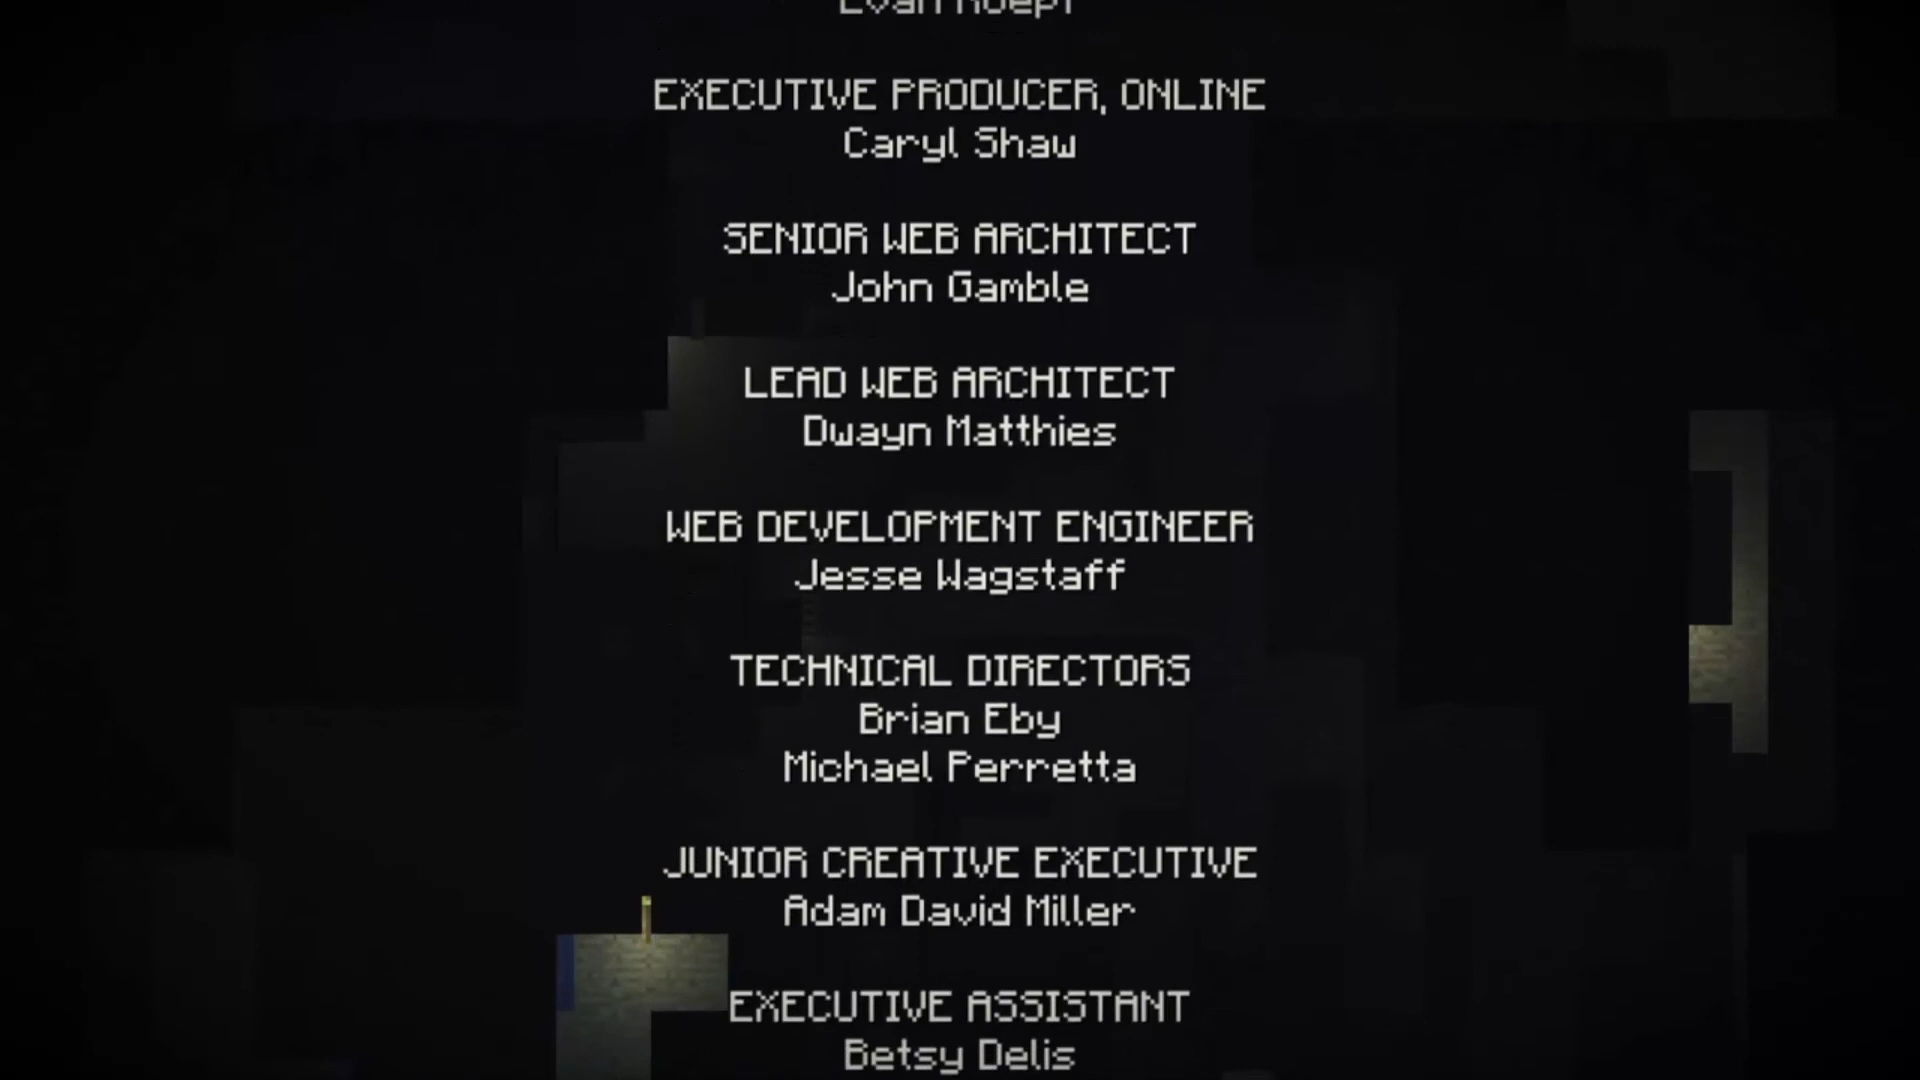 EXECUTIVE PRODUCER, ONLINE
Caryl Shaw
SENIOR WEB ARCHITECT
John Gamble
LEAD WEB ARCHITECT
Dwayn Matthies
WEB DEVELOPMENT ENGINEER
Jesse Wagstaff
TECHNICAL DIRECTORS
Brian Eby
Michael Perretta
JUNIOR CREATIVE EXECUTIVE
Adam David Miller
EXECUTIVE ASSISTANT
Betsy Delis